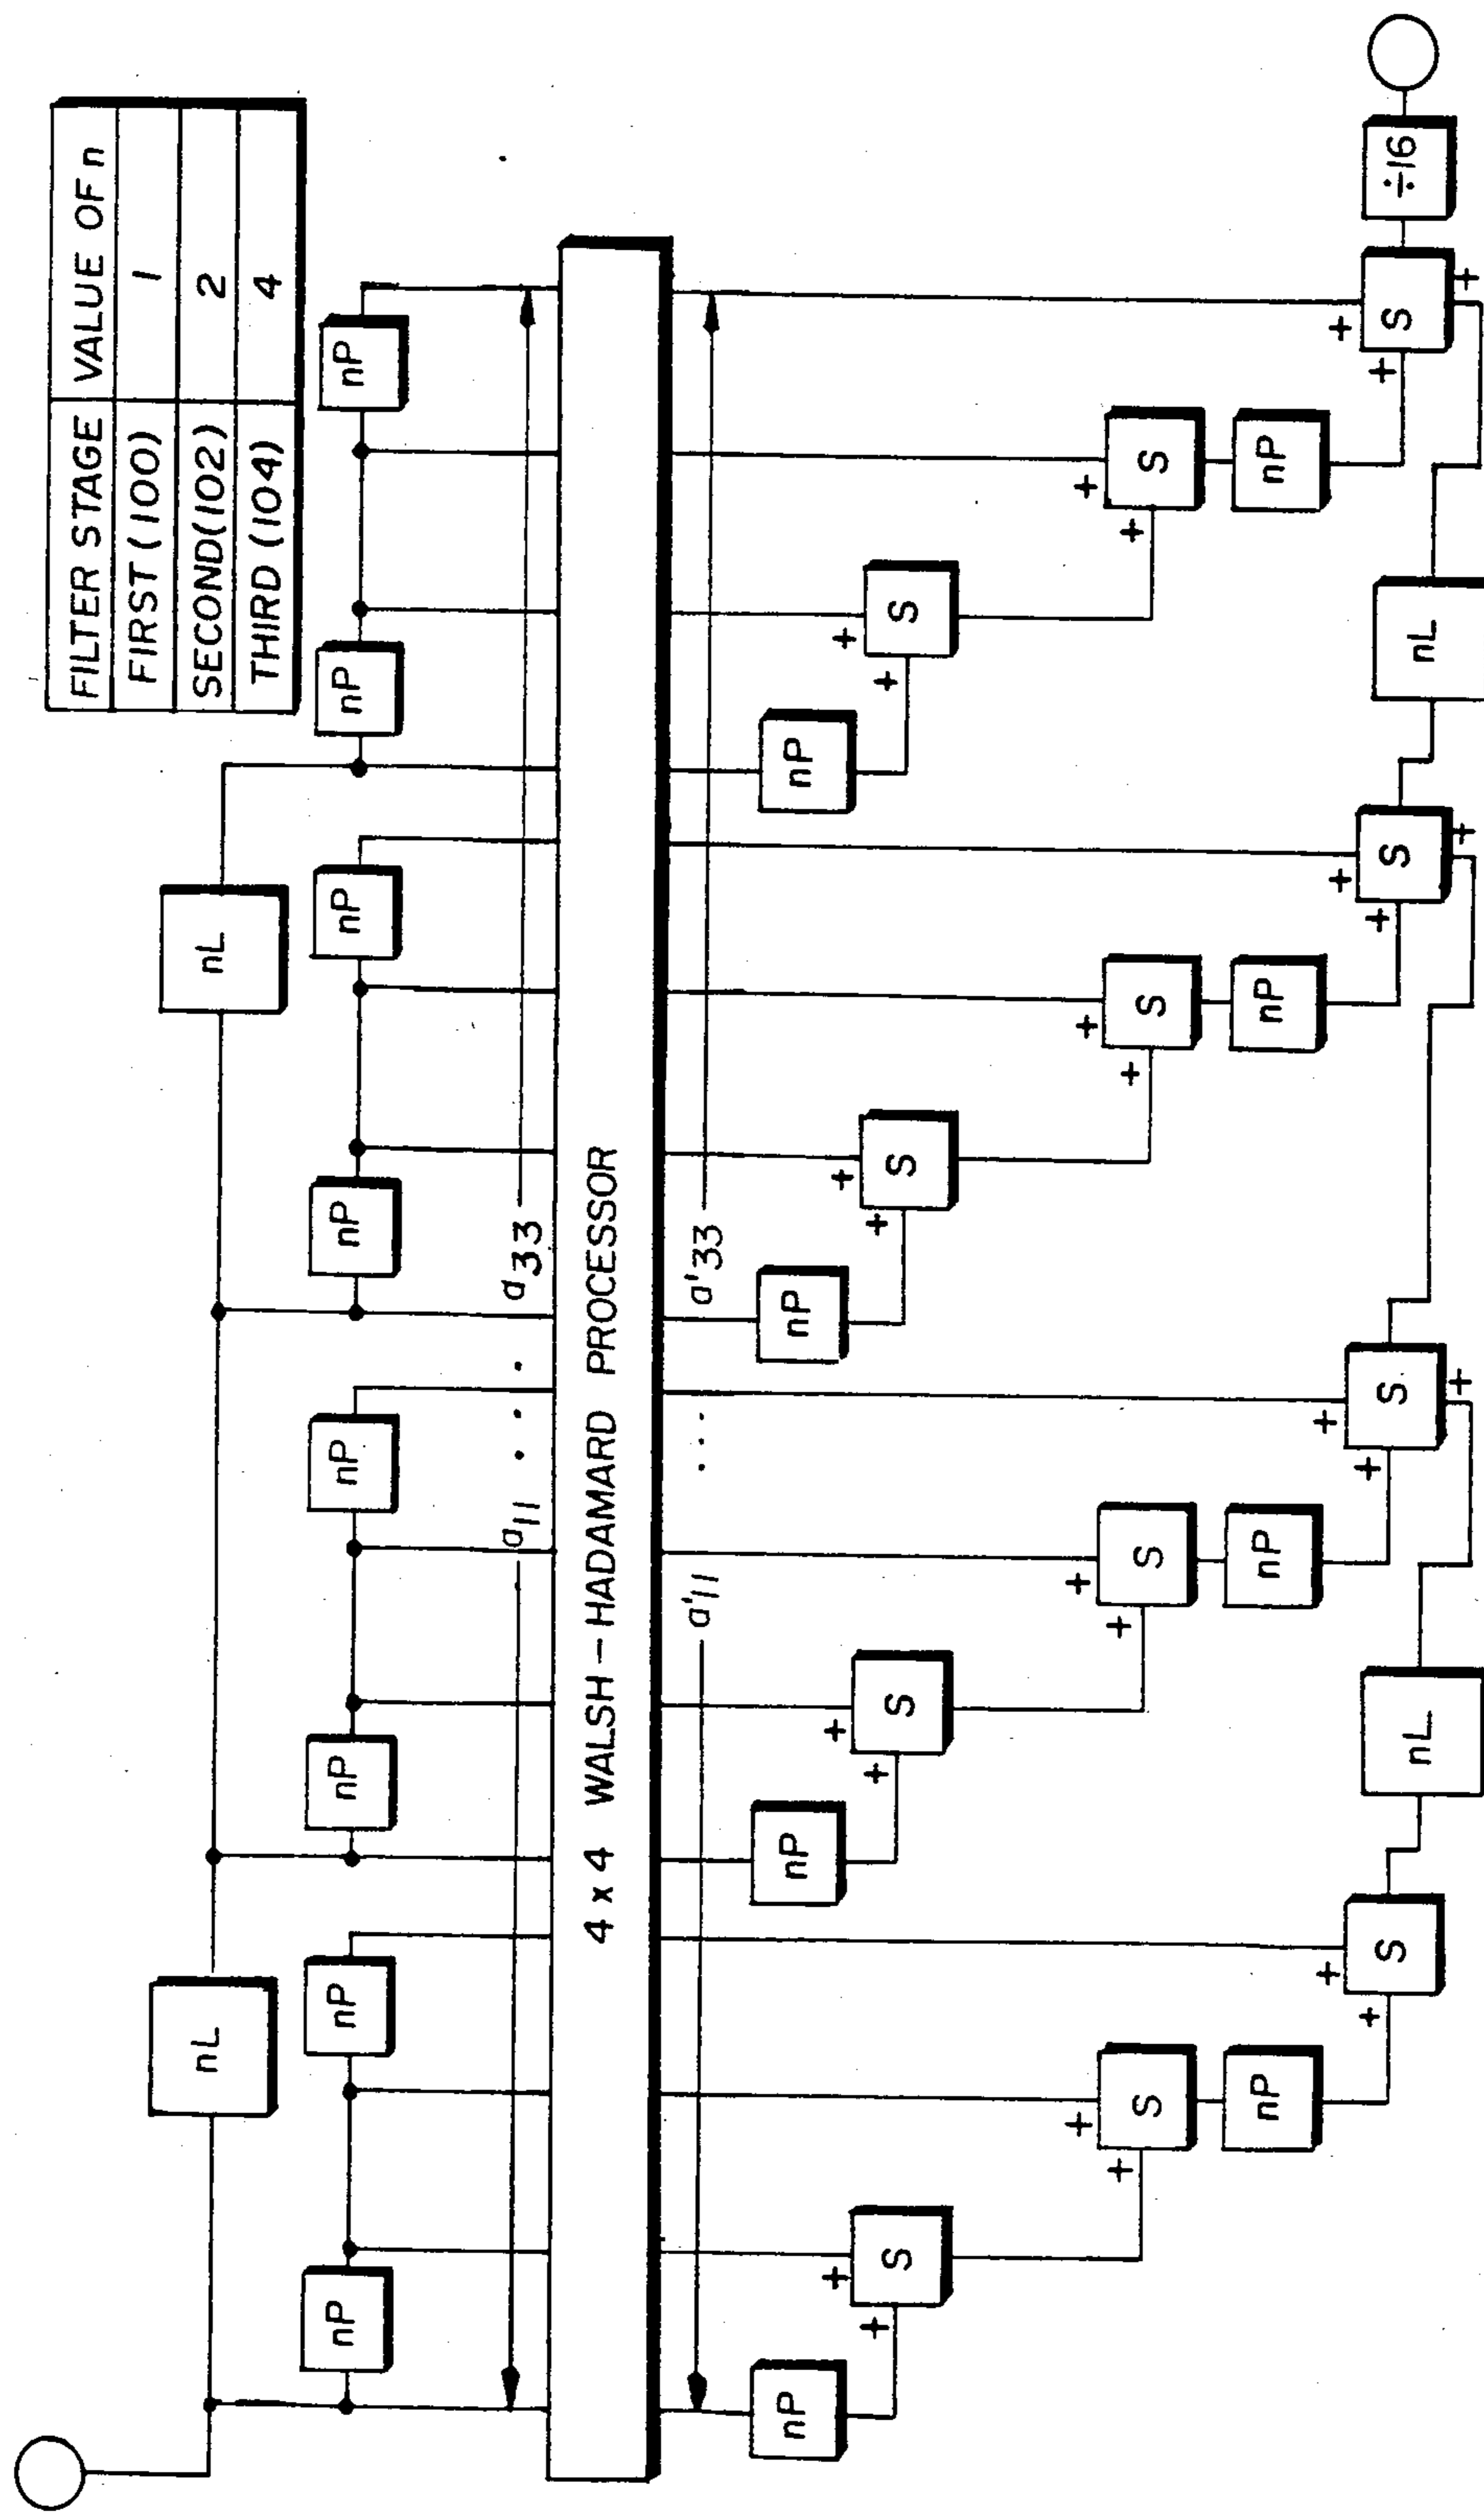 FILTER STAGE VALUE OF n
FIRST (100) 1
SECOND (102) 2
THIRD (104) 4
nL nL
nP nP nP nP nP nP nP nP
a11 . . . a33
4 x 4 WALSH-HADAMARD PROCESSOR
a'11 ... a'33
nP nP nP nP
+ + + +
+ S + S + S + S
+ + + +
+ S + S + S + S
nP nP nP nP
+ + + +
+ S + S + S + S ÷16
nL nL
+ + +